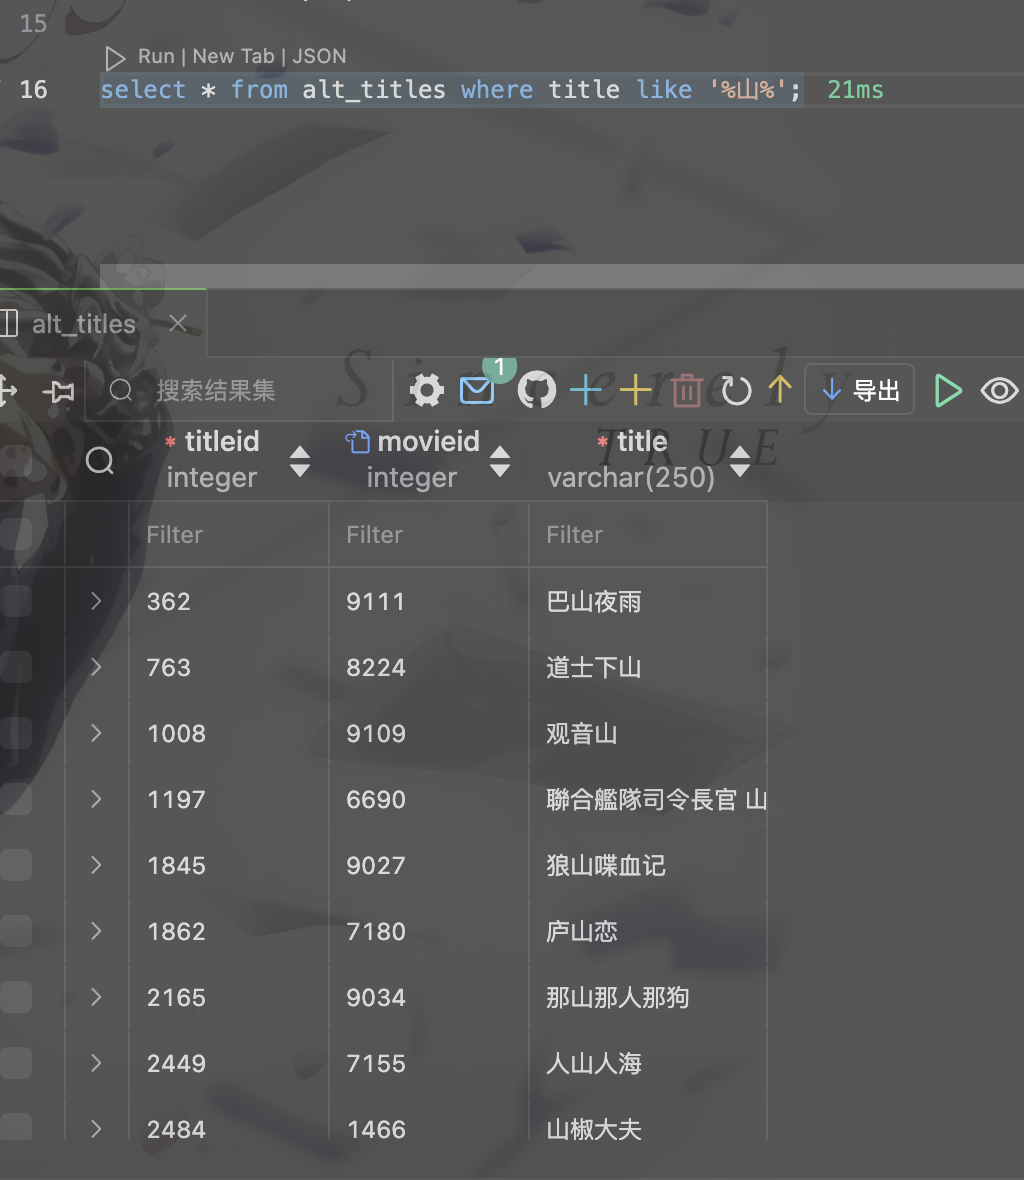 15
Run | New Tab | JSON
16 select * from alt_titles where title like '%山%'; 21ms
alt_titles
搜索结果集 1 导出
Sincerely
TRUE
* titleid movieid * title
integer integer varchar(250)
Filter Filter Filter
362 9111 巴山夜雨
763 8224 道士下山
1008 9109 观音山
1197 6690 聯合艦隊司令長官 山
1845 9027 狼山喋血记
1862 7180 庐山恋
2165 9034 那山那人那狗
2449 7155 人山人海
2484 1466 山椒大夫